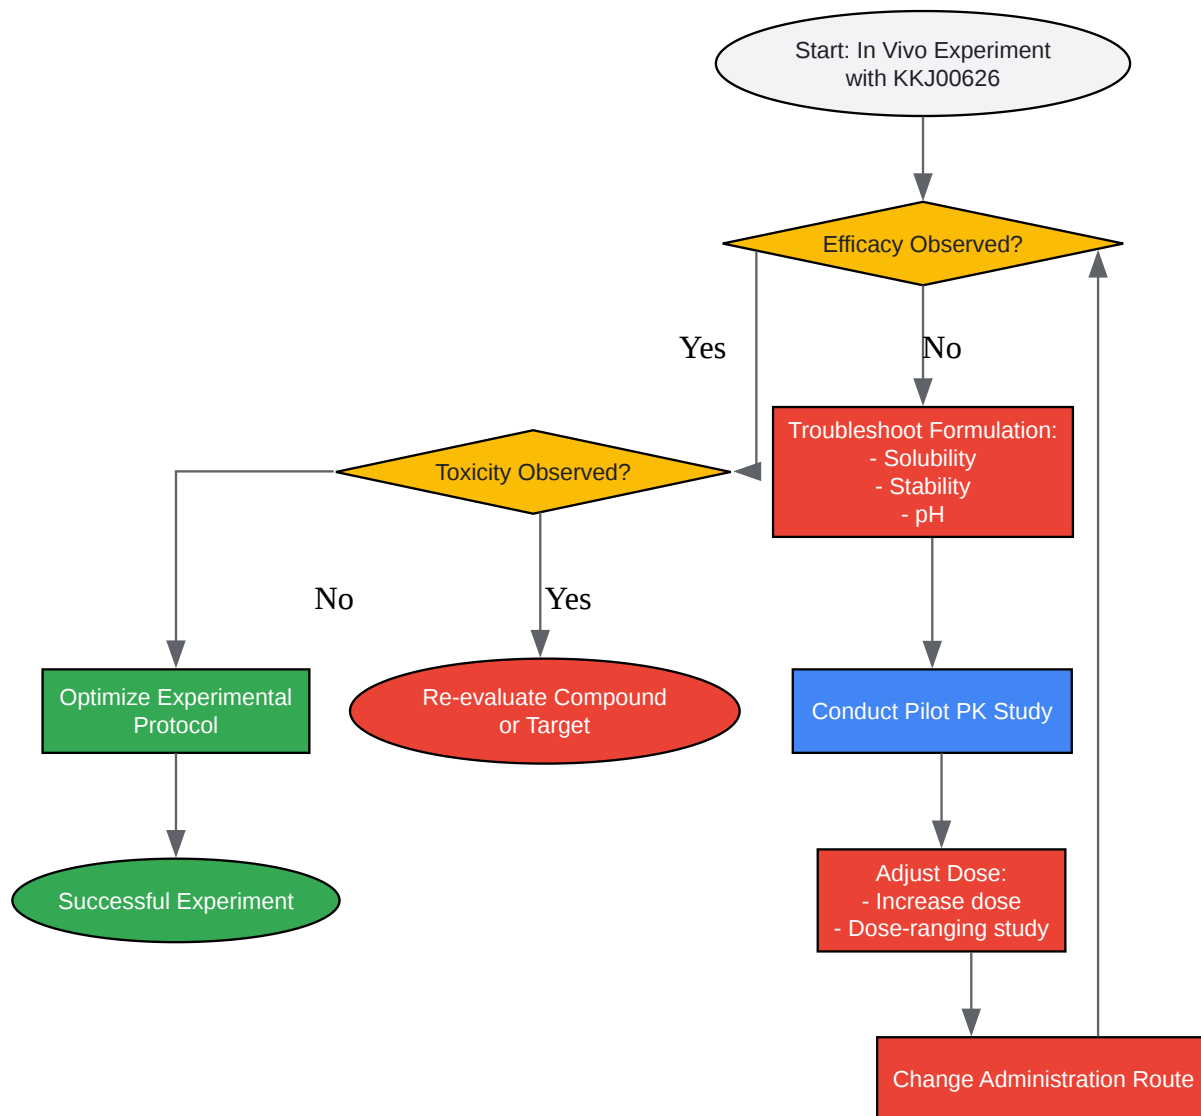 Start: In Vivo Experiment
with KKJ00626
Efficacy Observed?
Yes
No
Troubleshoot Formulation:
- Solubility
- Stability
- pH
Toxicity Observed?
No
Yes
Optimize Experimental
Protocol
Re-evaluate Compound
or Target
Conduct Pilot PK Study
Successful Experiment
Adjust Dose:
- Increase dose
- Dose-ranging study
Change Administration Route